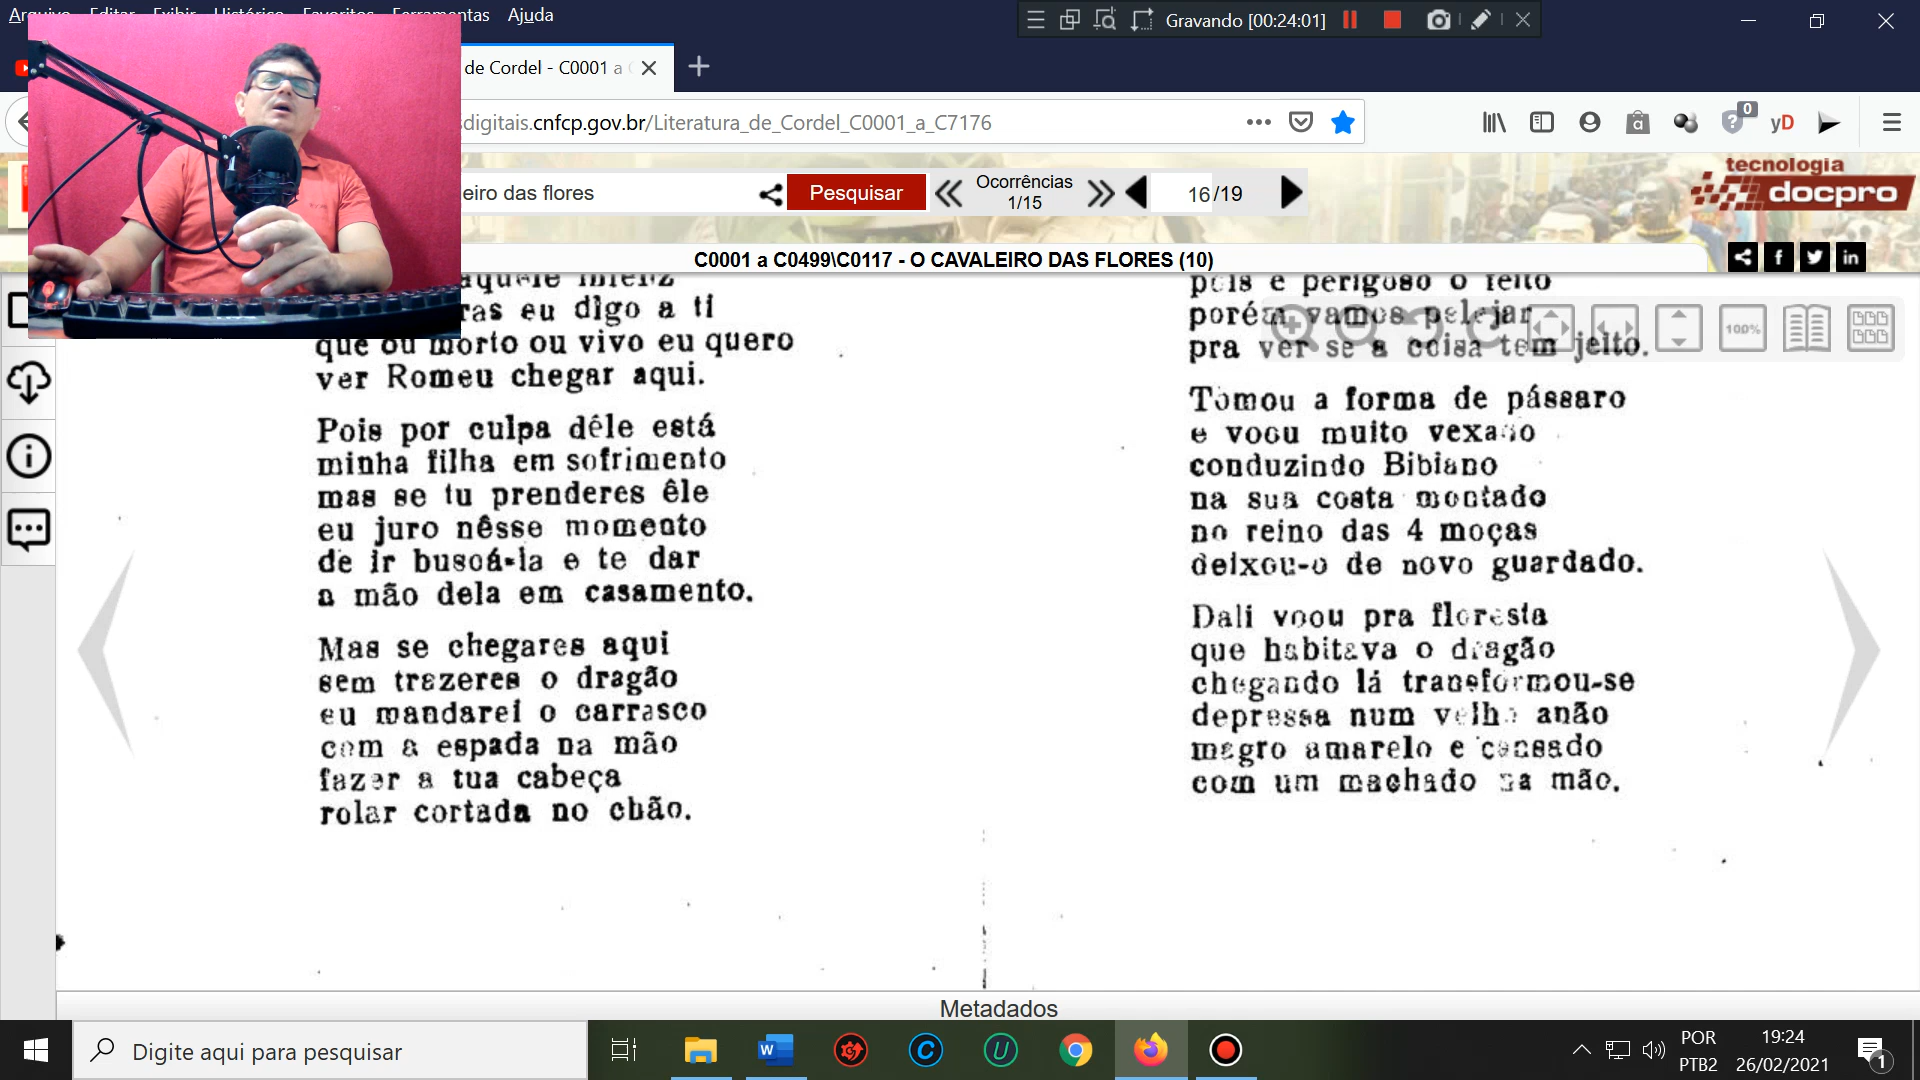 Ferramentas Ajuda
Gravando [00:24:01]
de Cordel - C0001 a
digitais.cnfcp.gov.br/Literatura_de_Cordel_C0001_a_C7176
0
yD
eiro das flores
Pesquisar
Ocorrências
1/15
16/19
tecnologia
docpro
C0001 a C0499\C0117 - O CAVALEIRO DAS FLORES (10)
eu digo a ti
que ou morto ou vivo eu quero
ver Romeu chegar aqui.
Pois por culpa dêle está
minha filha em sofrimento
mas se tu prenderes êle
eu juro nêsse momento
de ir buscá-la e te dar
a mão dela em casamento.
Mas se chegares aqui
sem trazeres o dragão
eu mandarei o carrasco
com a espada na mão
fazer a tua cabeça
rolar cortada no chão.
pois é perigoso o feito
porém vamos pelejar
pra ver se a coisa tem jeito.
100%
Tomou a forma de pássaro
e voou muito vexado
conduzindo Bibiano
na sua costa montado
no reino das 4 moças
deixou-o de novo guardado.
Dali voou pra floresta
que habitava o dragão
chegando lá transformou-se
depressa num velho anão
magro amarelo e cansado
com um machado na mão.
Metadados
Digite aqui para pesquisar
POR
PTB2
19:24
26/02/2021
1